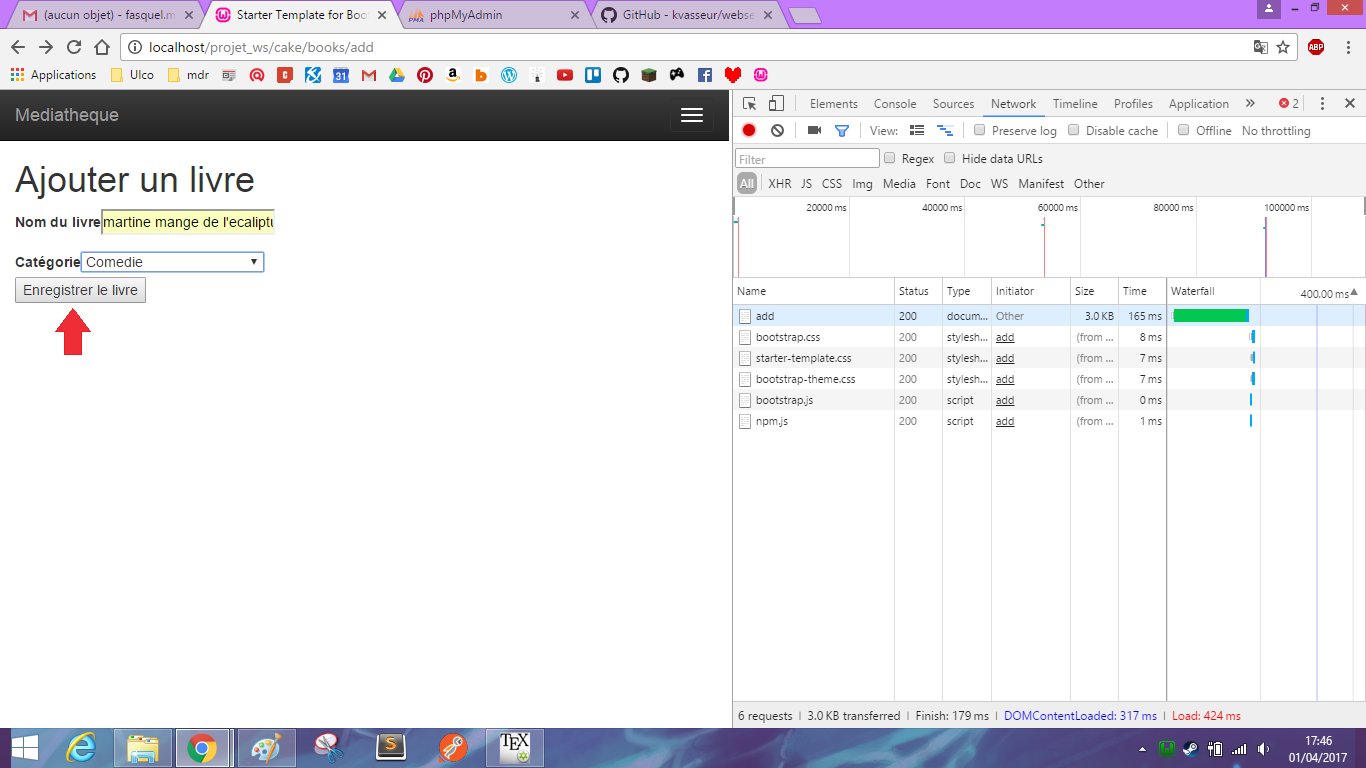 (aucun objet) - fasquel.m
Starter Template for Boo
phpMyAdmin
GitHub - kvasseur/webse
localhost/projet_ws/cake/books/add
Applications
Ulco
mdr
Mediatheque
Ajouter un livre
Nom du livre martine mange de l'ecaliptu
Catégorie Comedie
Enregistrer le livre
Elements Console Sources Network Timeline Profiles Application » 2
View: Preserve log Disable cache Offline No throttling
Filter Regex Hide data URLs
All XHR JS CSS Img Media Font Doc WS Manifest Other
20000 ms 40000 ms 60000 ms 80000 ms 100000 ms
Name Status Type Initiator Size Time Waterfall 400.00 ms
add 200 docum... Other 3.0 KB 165 ms
bootstrap.css 200 stylesh... add (from ... 8 ms
starter-template.css 200 stylesh... add (from ... 7 ms
bootstrap-theme.css 200 stylesh... add (from ... 7 ms
bootstrap.js 200 script add (from ... 0 ms
npm.js 200 script add (from ... 1 ms
6 requests | 3.0 KB transferred | Finish: 179 ms | DOMContentLoaded: 317 ms | Load: 424 ms
17:46
01/04/2017